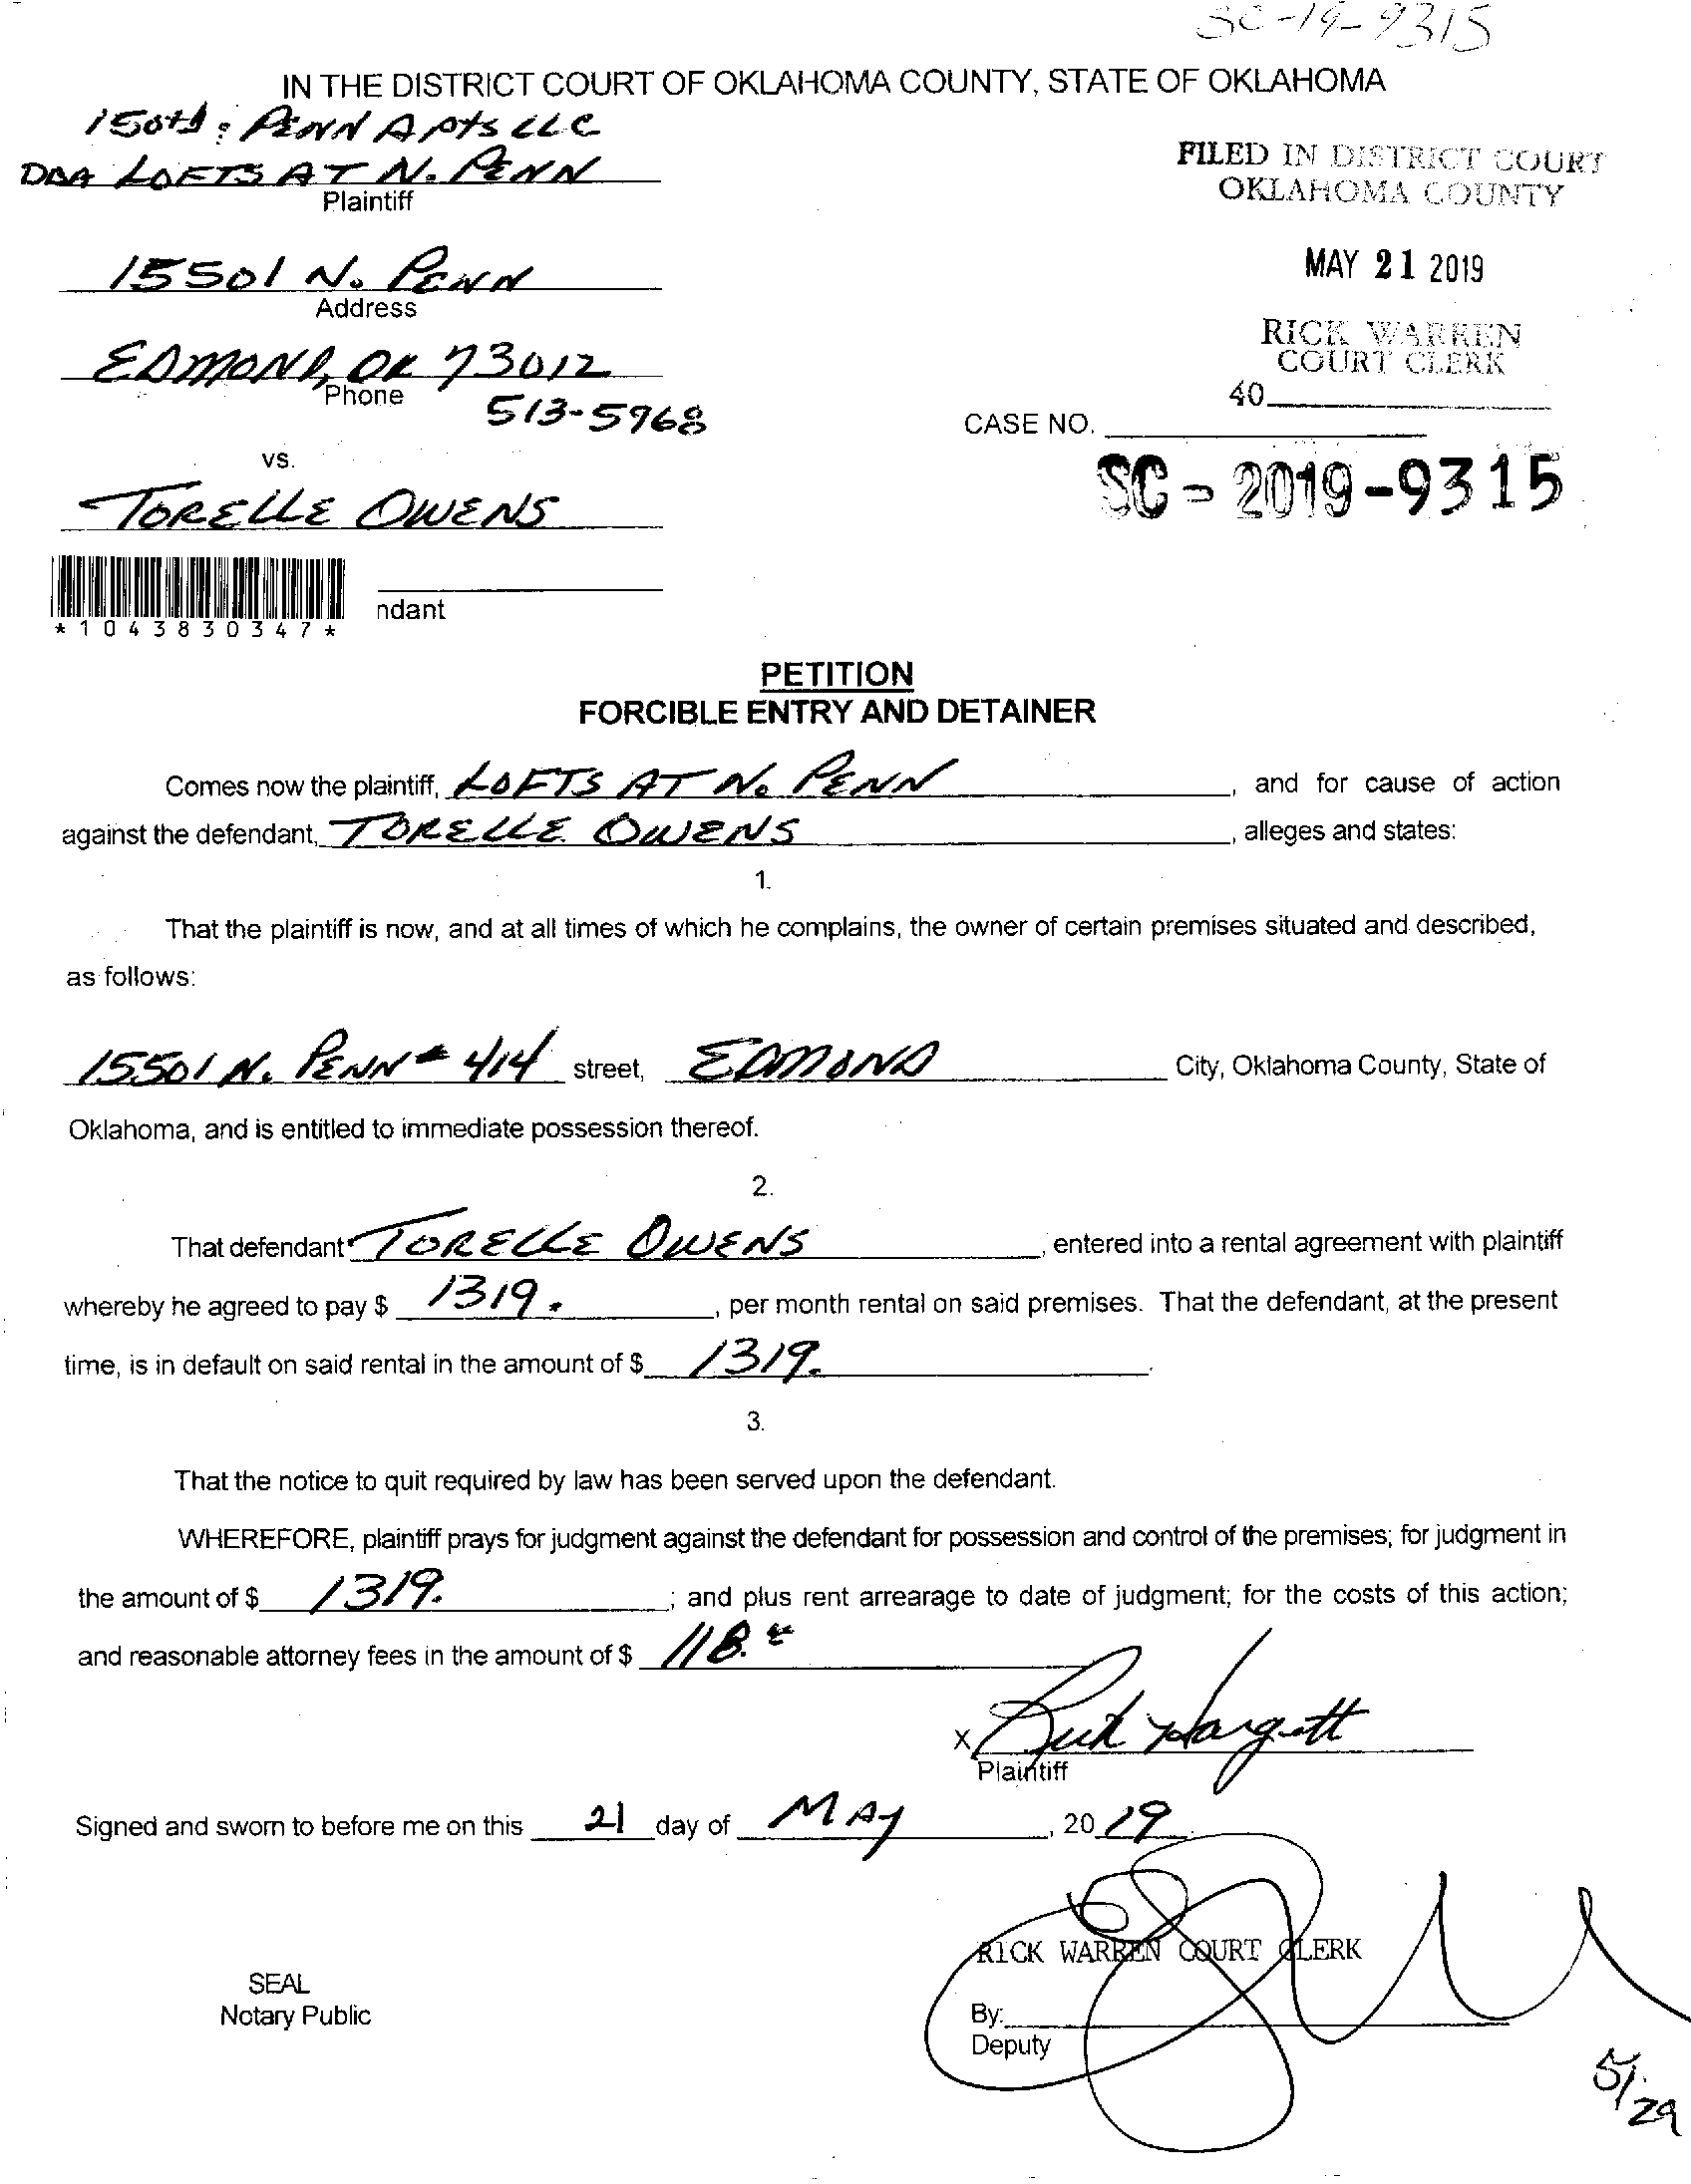 SC-19-9315
IN THE DISTRICT COURT OF OKLAHOMA COUNTY, STATE OF OKLAHOMA
150th : PENN APTS LLC
DBA LOFTS AT N. PENN
Plaintiff
FILED IN DISTRICT COURT
OKLAHOMA COUNTY
15501 N. PENN
Address
MAY 21 2019
RICK WARREN
COURT CLERK
EDMOND, OK 73012
Phone
513-5968
40
CASE NO.
SC-2019-9315
vs.
TORELLE OWENS
*1043830347*
ndant
PETITION
FORCIBLE ENTRY AND DETAINER
Comes now the plaintiff, LOFTS AT N. PENN, and for cause of action
against the defendant, TORELLE OWENS, alleges and states:
1.
That the plaintiff is now, and at all times of which he complains, the owner of certain premises situated and described,
as follows:
15501 N. PENN # 414 street, EDMOND City, Oklahoma County, State of
Oklahoma, and is entitled to immediate possession thereof.
2.
That defendant TORELLE OWENS, entered into a rental agreement with plaintiff
whereby he agreed to pay $ 1319., per month rental on said premises. That the defendant, at the present
time, is in default on said rental in the amount of $ 1319.
3.
That the notice to quit required by law has been served upon the defendant.
WHEREFORE, plaintiff prays for judgment against the defendant for possession and control of the premises; for judgment in
the amount of $ 1319.; and plus rent arrearage to date of judgment; for the costs of this action;
and reasonable attorney fees in the amount of $ 118.
x Rick Hargett
Plaintiff
Signed and sworn to before me on this 21 day of MAY, 2019
RICK WARREN COURT CLERK
SEAL
Notary Public
By:
Deputy
5/29